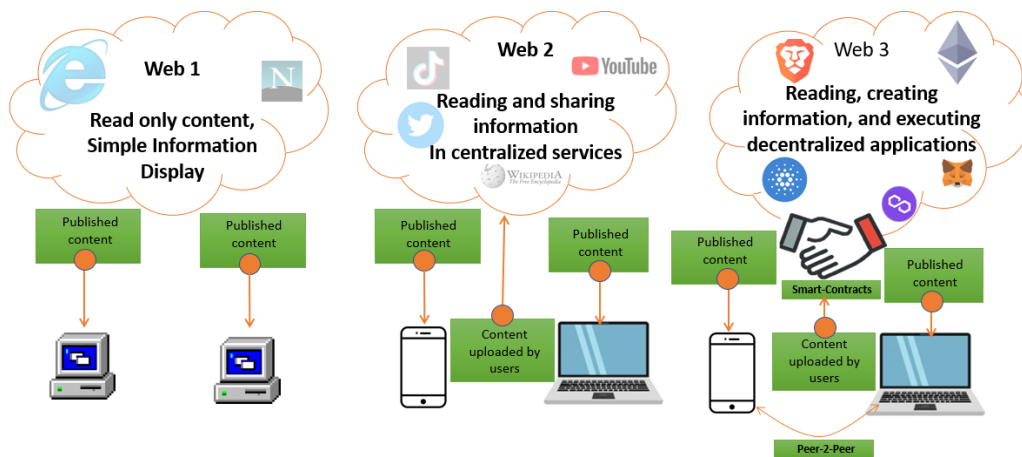 Web 1
N
Read only content,
Simple Information
Display
Published
content
Published
content
Web 2
YouTube
Reading and sharing
information
In centralized services
WIKIPEDIA
The Free Encyclopedia
Published
content
Published
content
Content
uploaded by
users
Web 3
Reading, creating
information, and executing
decentralized applications
Published
content
Smart-Contracts
Published
content
Content
uploaded by
users
Peer-2-Peer